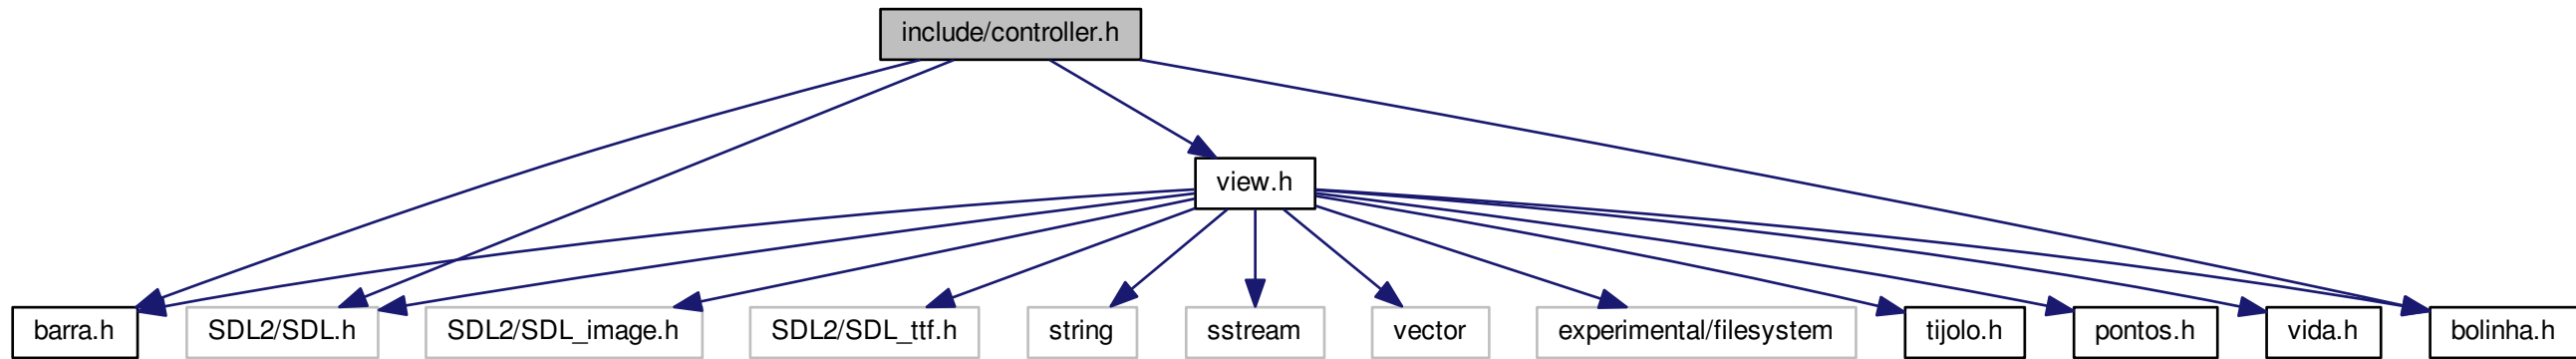 include/controller.h
view.h
barra.h
SDL2/SDL.h
SDL2/SDL_image.h
SDL2/SDL_ttf.h
string
sstream
vector
experimental/filesystem
tijolo.h
pontos.h
vida.h
bolinha.h